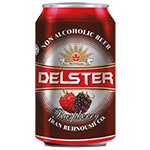 NON ALCOHOLIC BEER
DELSTER
Raspberry
IRAN BEHNOUSH CO.